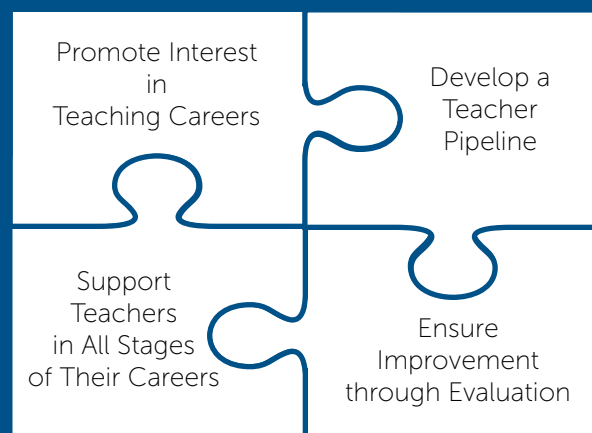 Promote Interest
in
Teaching Careers
Develop a
Teacher
Pipeline
Support
Teachers
in All Stages
of Their Careers
Ensure
Improvement
through Evaluation